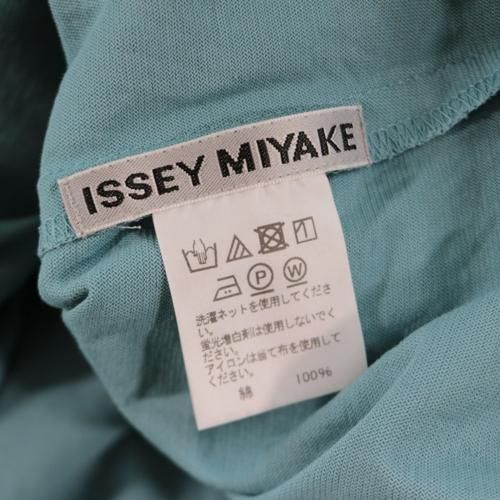 ISSEY MIYAKE
P W
洗濯ネットを使用してくださ
い。
蛍光増白剤は使用しないでく
ださい。
アイロンは当て布を使用して
ください。
綿 10096